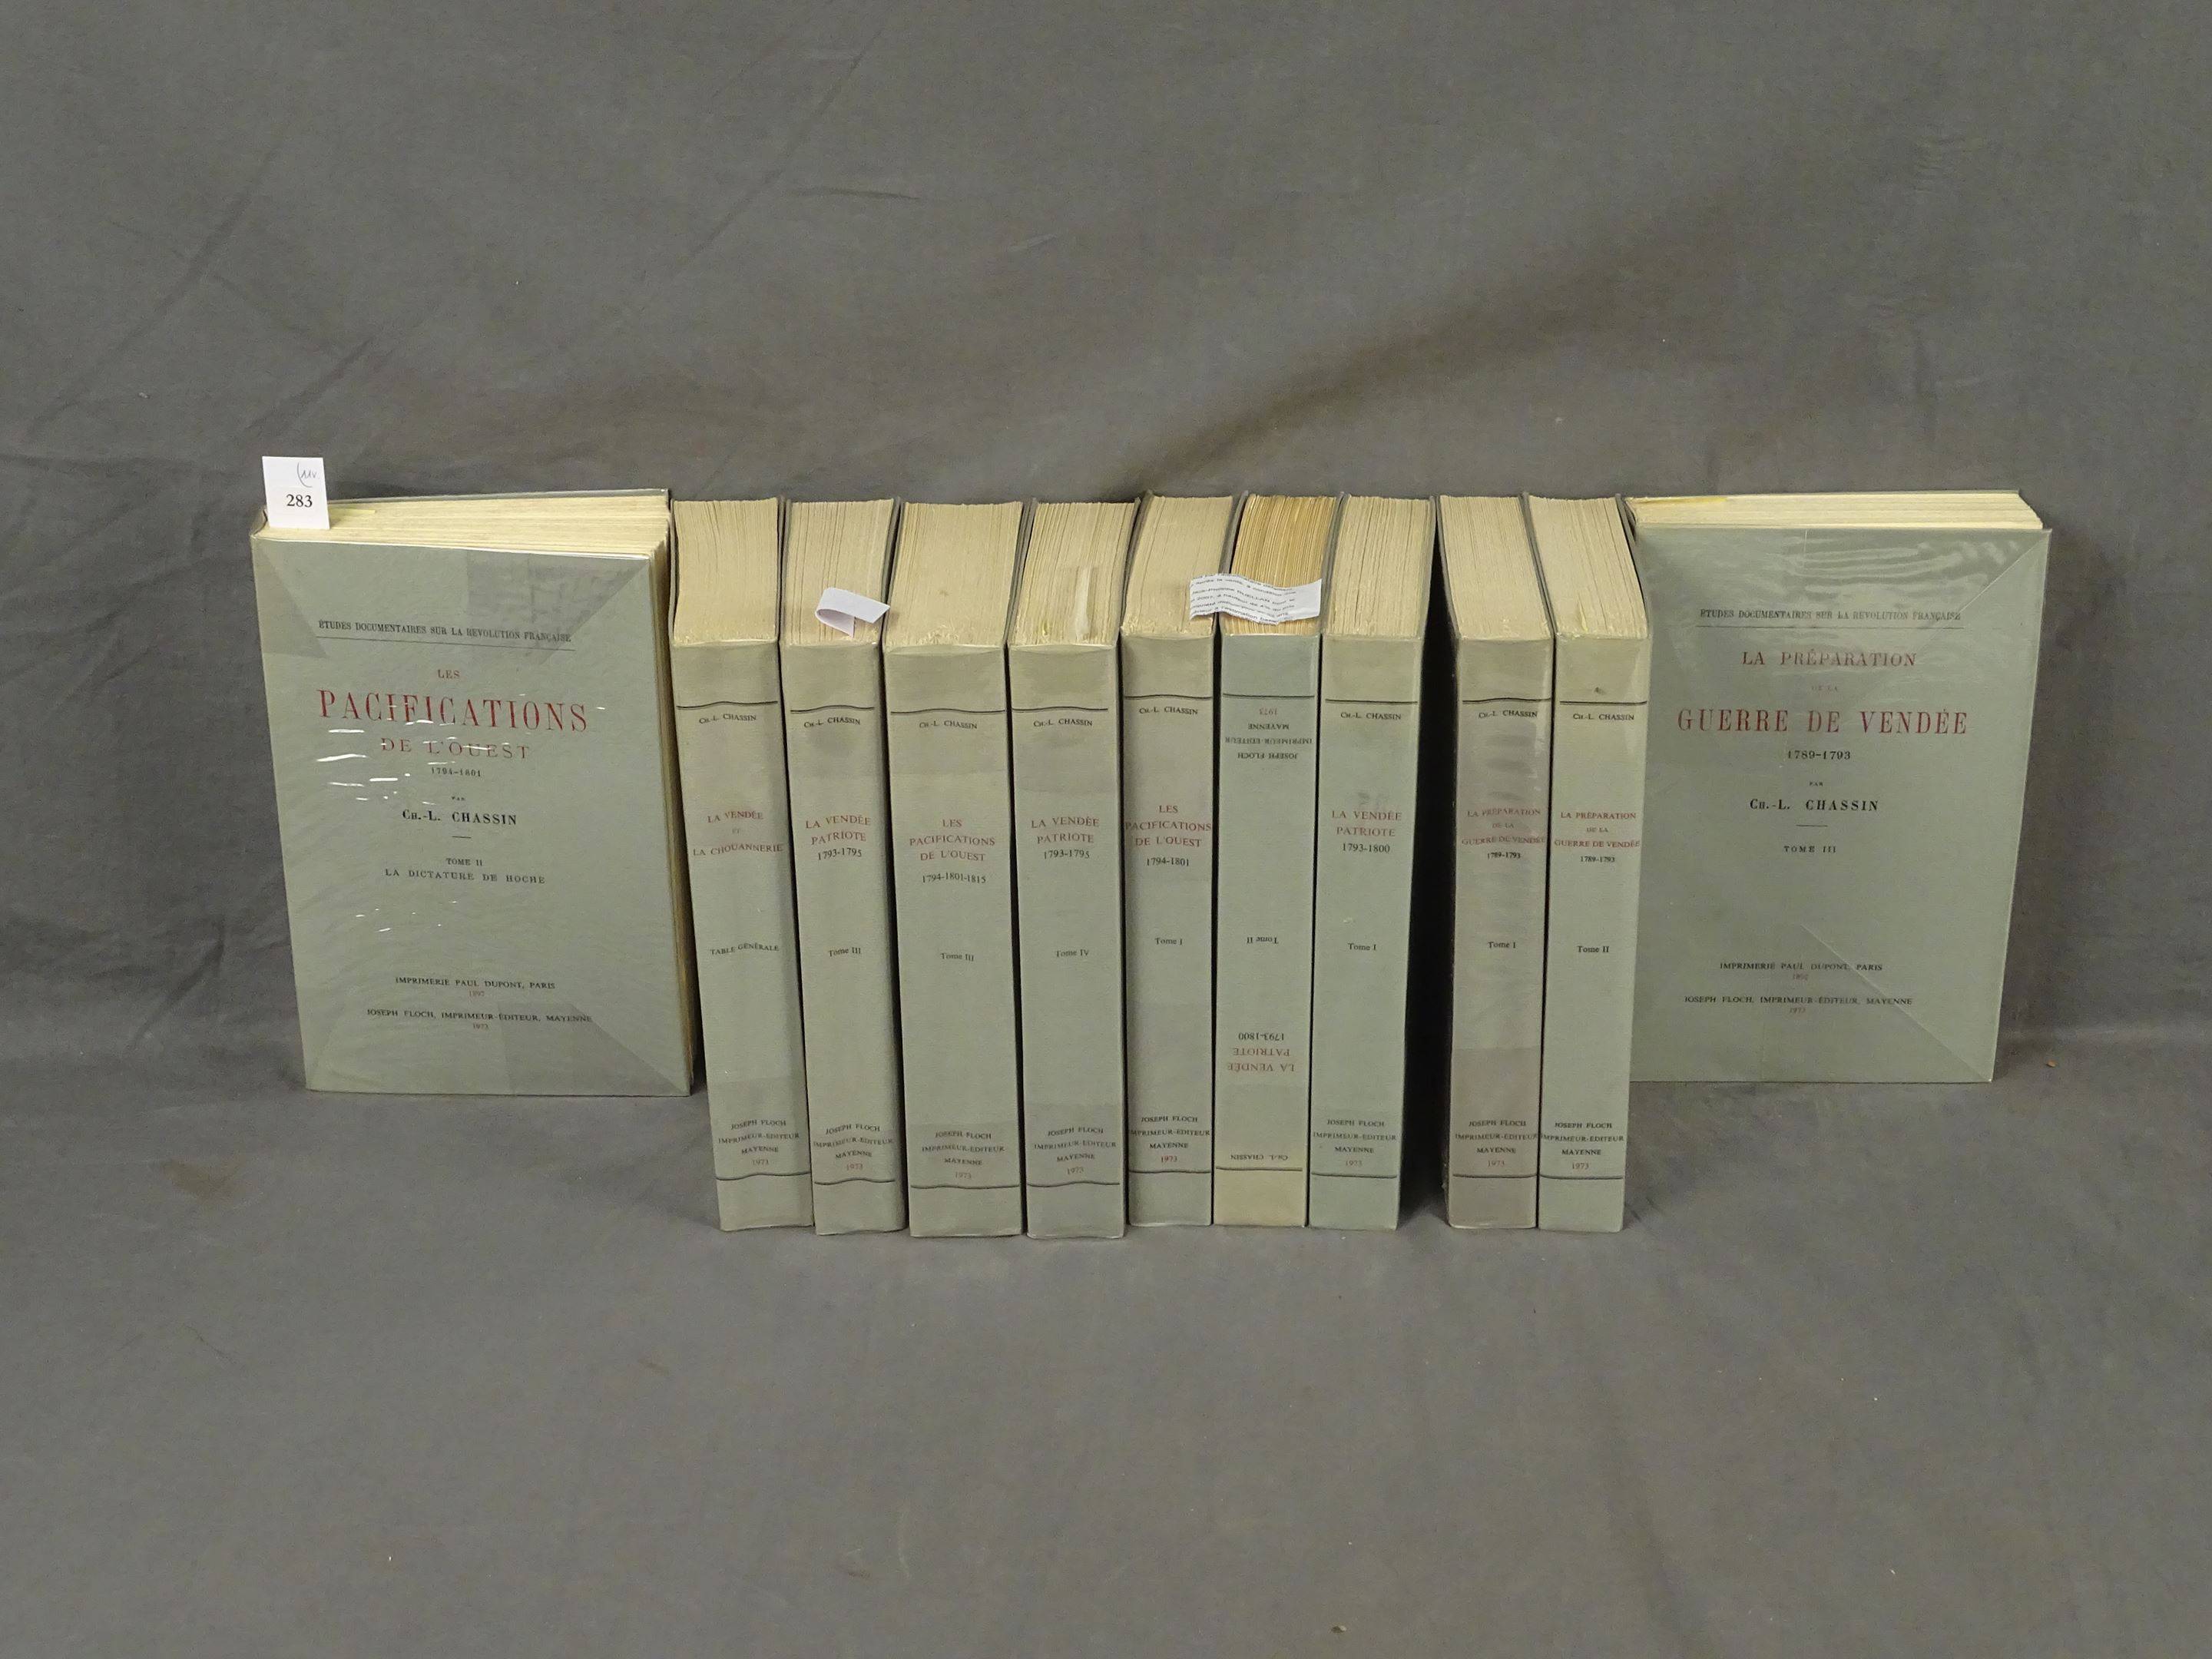 283
ÉTUDES DOCUMENTAIRES SUR LA RÉVOLUTION FRANÇAISE
LES
PACIFICATIONS
DE L'OUEST
1794-1801
PAR
CH.-L. CHASSIN
TOME II
LA DICTATURE DE HOCHE
IMPRIMERIE PAUL DUPONT, PARIS
1897
JOSEPH FLOCH, IMPRIMEUR-ÉDITEUR, MAYENNE
1973
CH.-L. CHASSIN
LA VENDÉE
ET
LA CHOUANNERIE
TABLE GÉNÉRALE
JOSEPH FLOCH
IMPRIMEUR-ÉDITEUR
MAYENNE
1973
CH.-L. CHASSIN
LA VENDÉE
PATRIOTE
1793-1795
Tome III
JOSEPH FLOCH
IMPRIMEUR-ÉDITEUR
MAYENNE
1973
CH.-L. CHASSIN
LES
PACIFICATIONS
DE L'OUEST
1794-1801-1815
Tome III
JOSEPH FLOCH
IMPRIMEUR-ÉDITEUR
MAYENNE
1973
CH.-L. CHASSIN
LA VENDÉE
PATRIOTE
1793-1795
Tome IV
JOSEPH FLOCH
IMPRIMEUR-ÉDITEUR
MAYENNE
1973
CH.-L. CHASSIN
LES
PACIFICATIONS
DE L'OUEST
1794-1801
Tome I
JOSEPH FLOCH
IMPRIMEUR-ÉDITEUR
MAYENNE
1973
CH.-L. CHASSIN
LA VENDÉE
PATRIOTE
1793-1800
Tome II
JOSEPH FLOCH
IMPRIMEUR-ÉDITEUR
MAYENNE
1973
CH.-L. CHASSIN
LA VENDÉE
PATRIOTE
1793-1800
Tome I
JOSEPH FLOCH
IMPRIMEUR-ÉDITEUR
MAYENNE
1973
CH.-L. CHASSIN
LA PRÉPARATION
DE LA
GUERRE DE VENDÉE
1789-1793
Tome I
JOSEPH FLOCH
IMPRIMEUR-ÉDITEUR
MAYENNE
1973
CH.-L. CHASSIN
LA PRÉPARATION
DE LA
GUERRE DE VENDÉE
1789-1793
Tome II
JOSEPH FLOCH
IMPRIMEUR-ÉDITEUR
MAYENNE
1973
ÉTUDES DOCUMENTAIRES SUR LA RÉVOLUTION FRANÇAISE
LA PRÉPARATION
DE LA
GUERRE DE VENDÉE
1789-1793
PAR
CH.-L. CHASSIN
TOME III
IMPRIMERIE PAUL DUPONT, PARIS
1892
JOSEPH FLOCH, IMPRIMEUR-ÉDITEUR, MAYENNE
1973